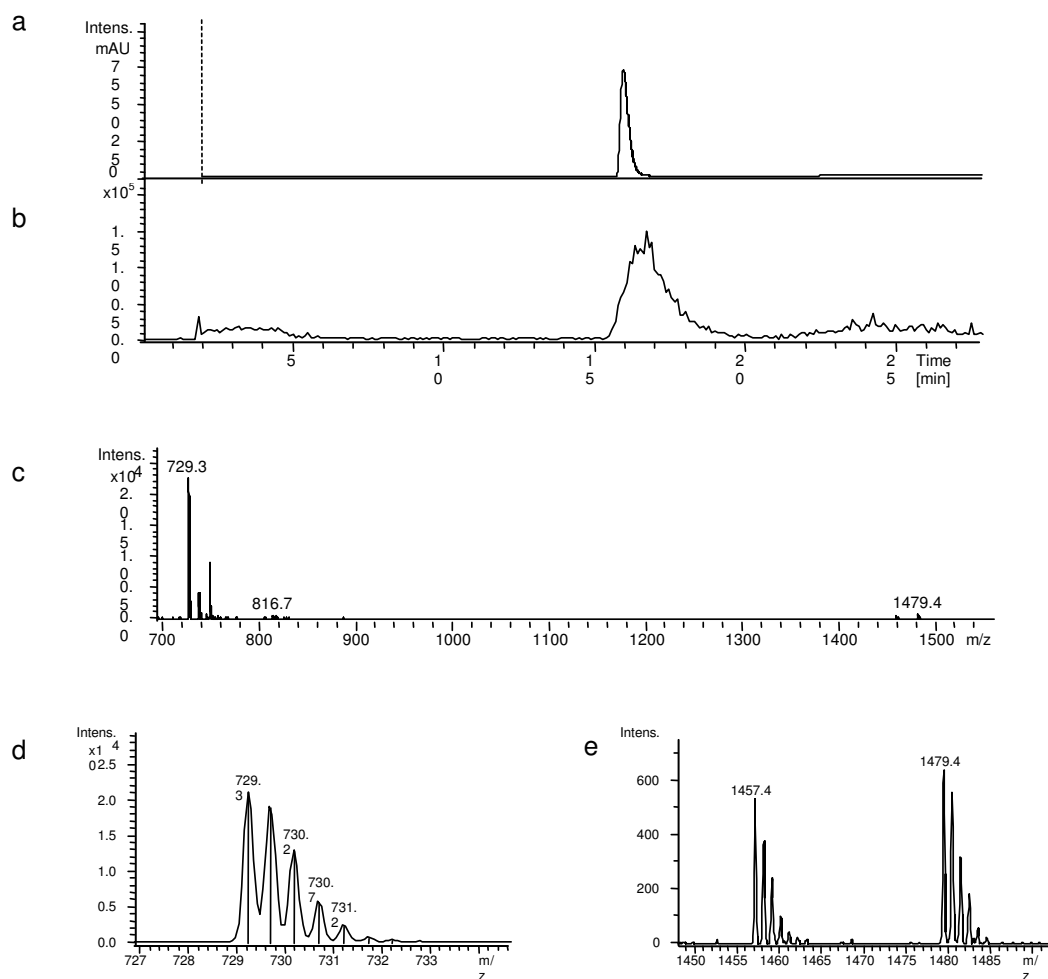 a
Intens.
mAU
7
5
5
0
2
5
0
x10⁵
b
1.
5
1.
0
0.
5
0.
0
5
1
0
1
5
2
0
2
5
Time
[min]
c
Intens.
x10⁴
2.
0
1.
5
1.
0
0.
5
0.
0
729.3
816.7
1479.4
700 800 900 1000 1100 1200 1300 1400 1500 m/z
d
Intens.
x1 4
0
2.5
2.0
1.5
1.0
0.5
0.0
729.
3
730.
2
730.
7
731.
2
727 728 729 730 731 732 733 m/
z
e
Intens.
600
400
200
0
1457.4
1479.4
1450 1455 1460 1465 1470 1475 1480 1485 m/
z